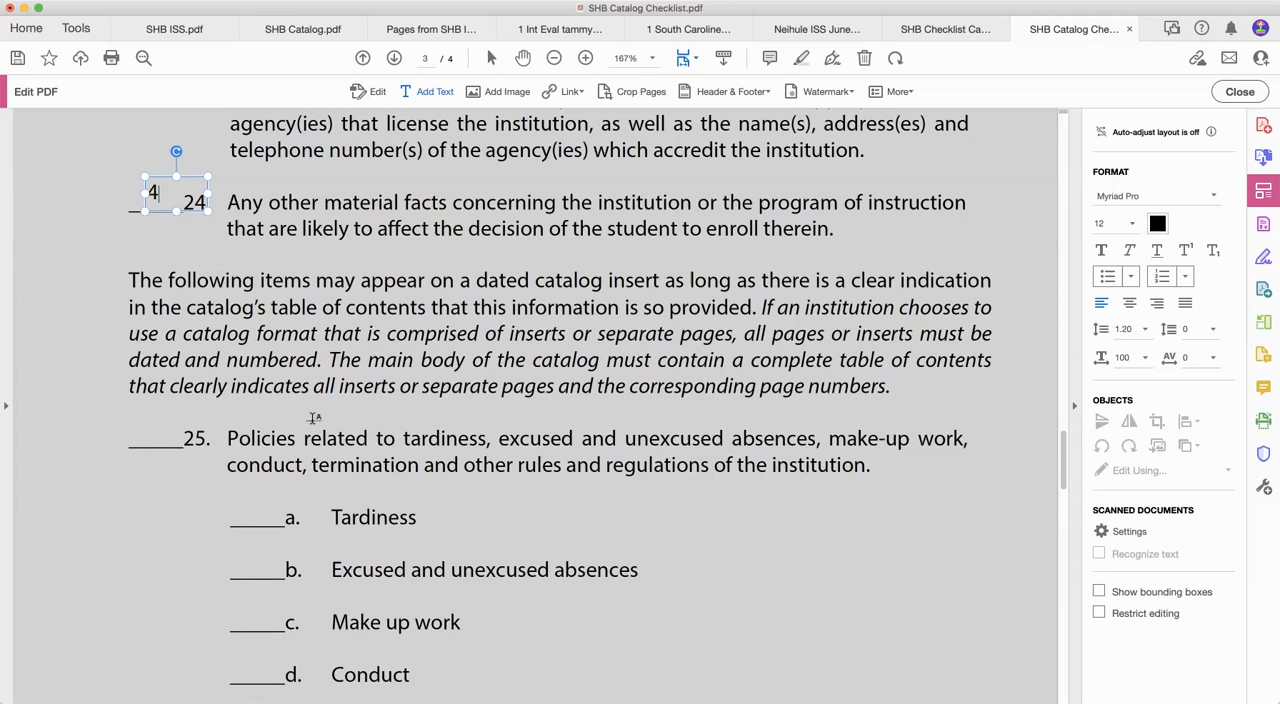 SHB Catalog Checklist.pdf
Home Tools SHB ISS.pdf SHB Catalog.pdf Pages from SHB I... 1 Int Eval tammy... 1 South Carolina... Neihule ISS June... SHB Checklist Ca... SHB Catalog Che... ×
3 / 4 167%
Edit PDF Edit Add Text Add Image Link Crop Pages Header & Footer Watermark More Close
agency(ies) that license the institution, as well as the name(s), address(es) and
telephone number(s) of the agency(ies) which accredit the institution.
4
_ 24 Any other material facts concerning the institution or the program of instruction
that are likely to affect the decision of the student to enroll therein.
The following items may appear on a dated catalog insert as long as there is a clear indication
in the catalog's table of contents that this information is so provided. If an institution chooses to
use a catalog format that is comprised of inserts or separate pages, all pages or inserts must be
dated and numbered. The main body of the catalog must contain a complete table of contents
that clearly indicates all inserts or separate pages and the corresponding page numbers.
______25. Policies related to tardiness, excused and unexcused absences, make-up work,
conduct, termination and other rules and regulations of the institution.
______a. Tardiness
______b. Excused and unexcused absences
______c. Make up work
______d. Conduct
Auto-adjust layout is off
FORMAT
Myriad Pro
12
T T T T¹ T₁
1.20 0
100 AV 0
OBJECTS
Edit Using...
SCANNED DOCUMENTS
Settings
Recognize text
Show bounding boxes
Restrict editing